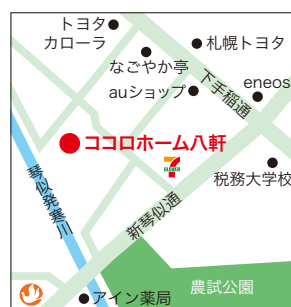 トヨタ
カローラ
札幌トヨタ
なごやか亭
下手稲通
eneos
auショップ
ココロホーム八軒
7
ELEVEN
税務大学校
琴似発寒川
新琴似通
農試公園
アイン薬局